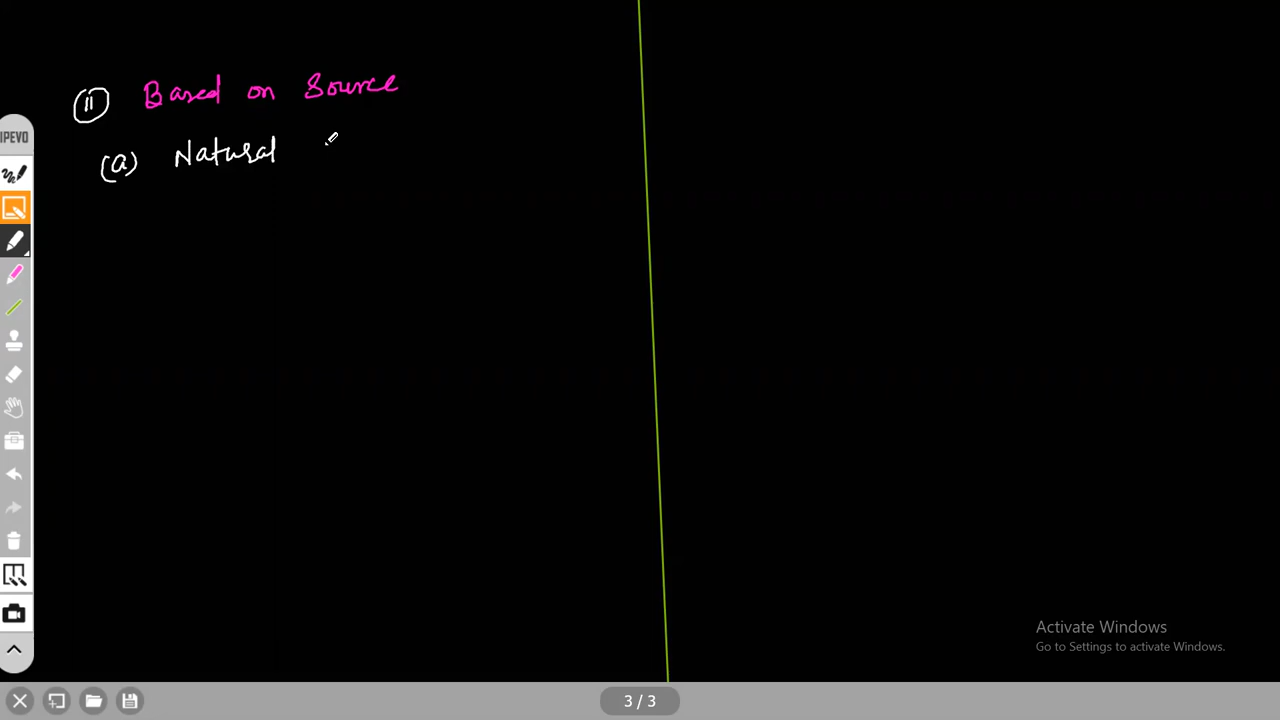 (ii) Based on Source
(a) Natural
IPEVO
Activate Windows
Go to Settings to activate Windows.
3 / 3